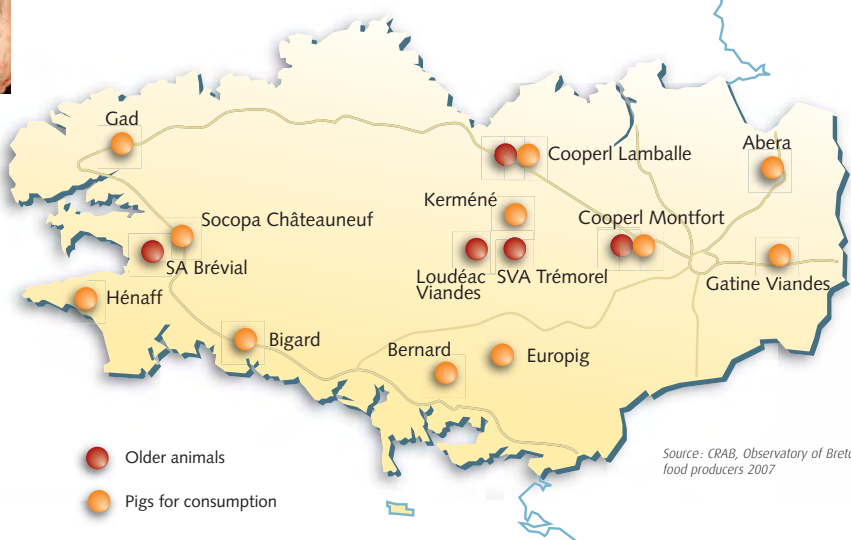 Gad
Abera
Cooperl Lamballe
Kerméné
Cooperl Montfort
Socopa Châteauneuf
SA Brévial
Loudéac
Viandes
SVA Trémorel
Gatine Viandes
Hénaff
Bigard
Bernard
Europig
Older animals
Pigs for consumption
Source: CRAB, Observatory of
food producers 2007